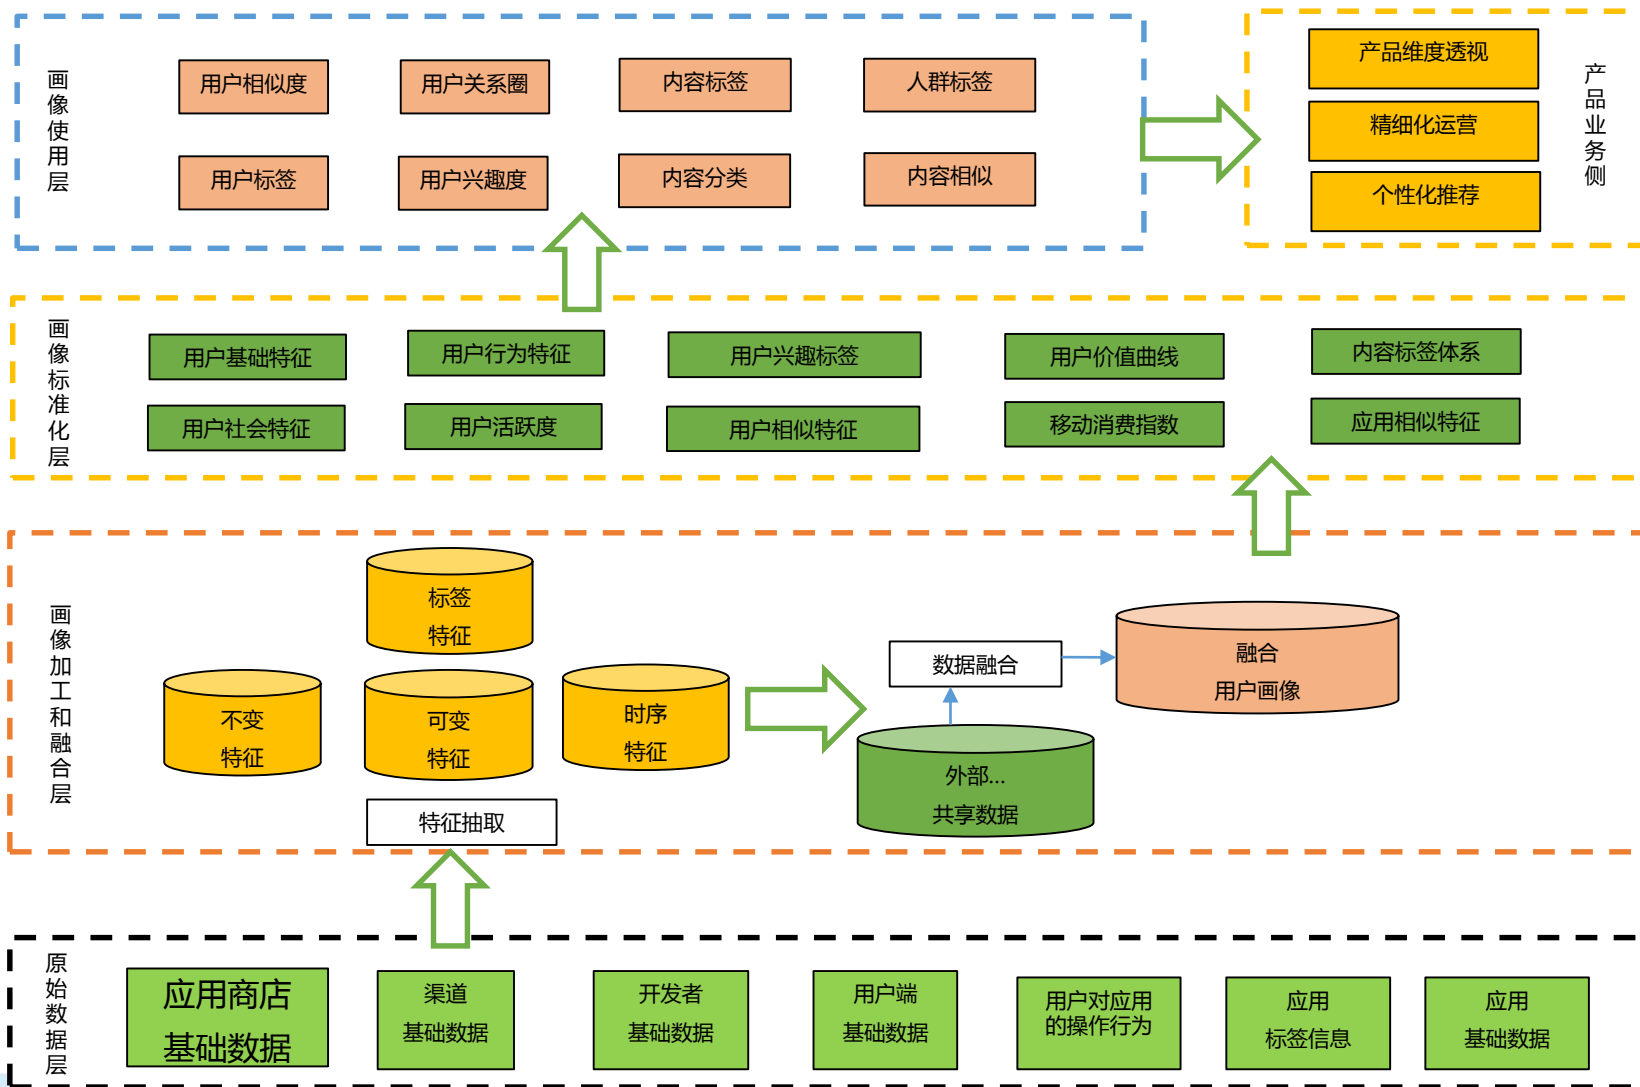 画像使用层
用户相似度
用户关系圈
内容标签
人群标签
用户标签
用户兴趣度
内容分类
内容相似
产品维度透视
精细化运营
个性化推荐
产品业务侧
画像标准化层
用户基础特征
用户行为特征
用户兴趣标签
用户价值曲线
内容标签体系
用户社会特征
用户活跃度
用户相似特征
移动消费指数
应用相似特征
画像加工和融合层
标签
特征
不变
特征
可变
特征
时序
特征
特征抽取
数据融合
外部...
共享数据
融合
用户画像
原始数据层
应用商店
基础数据
渠道
基础数据
开发者
基础数据
用户端
基础数据
用户对应用
的操作行为
应用
标签信息
应用
基础数据